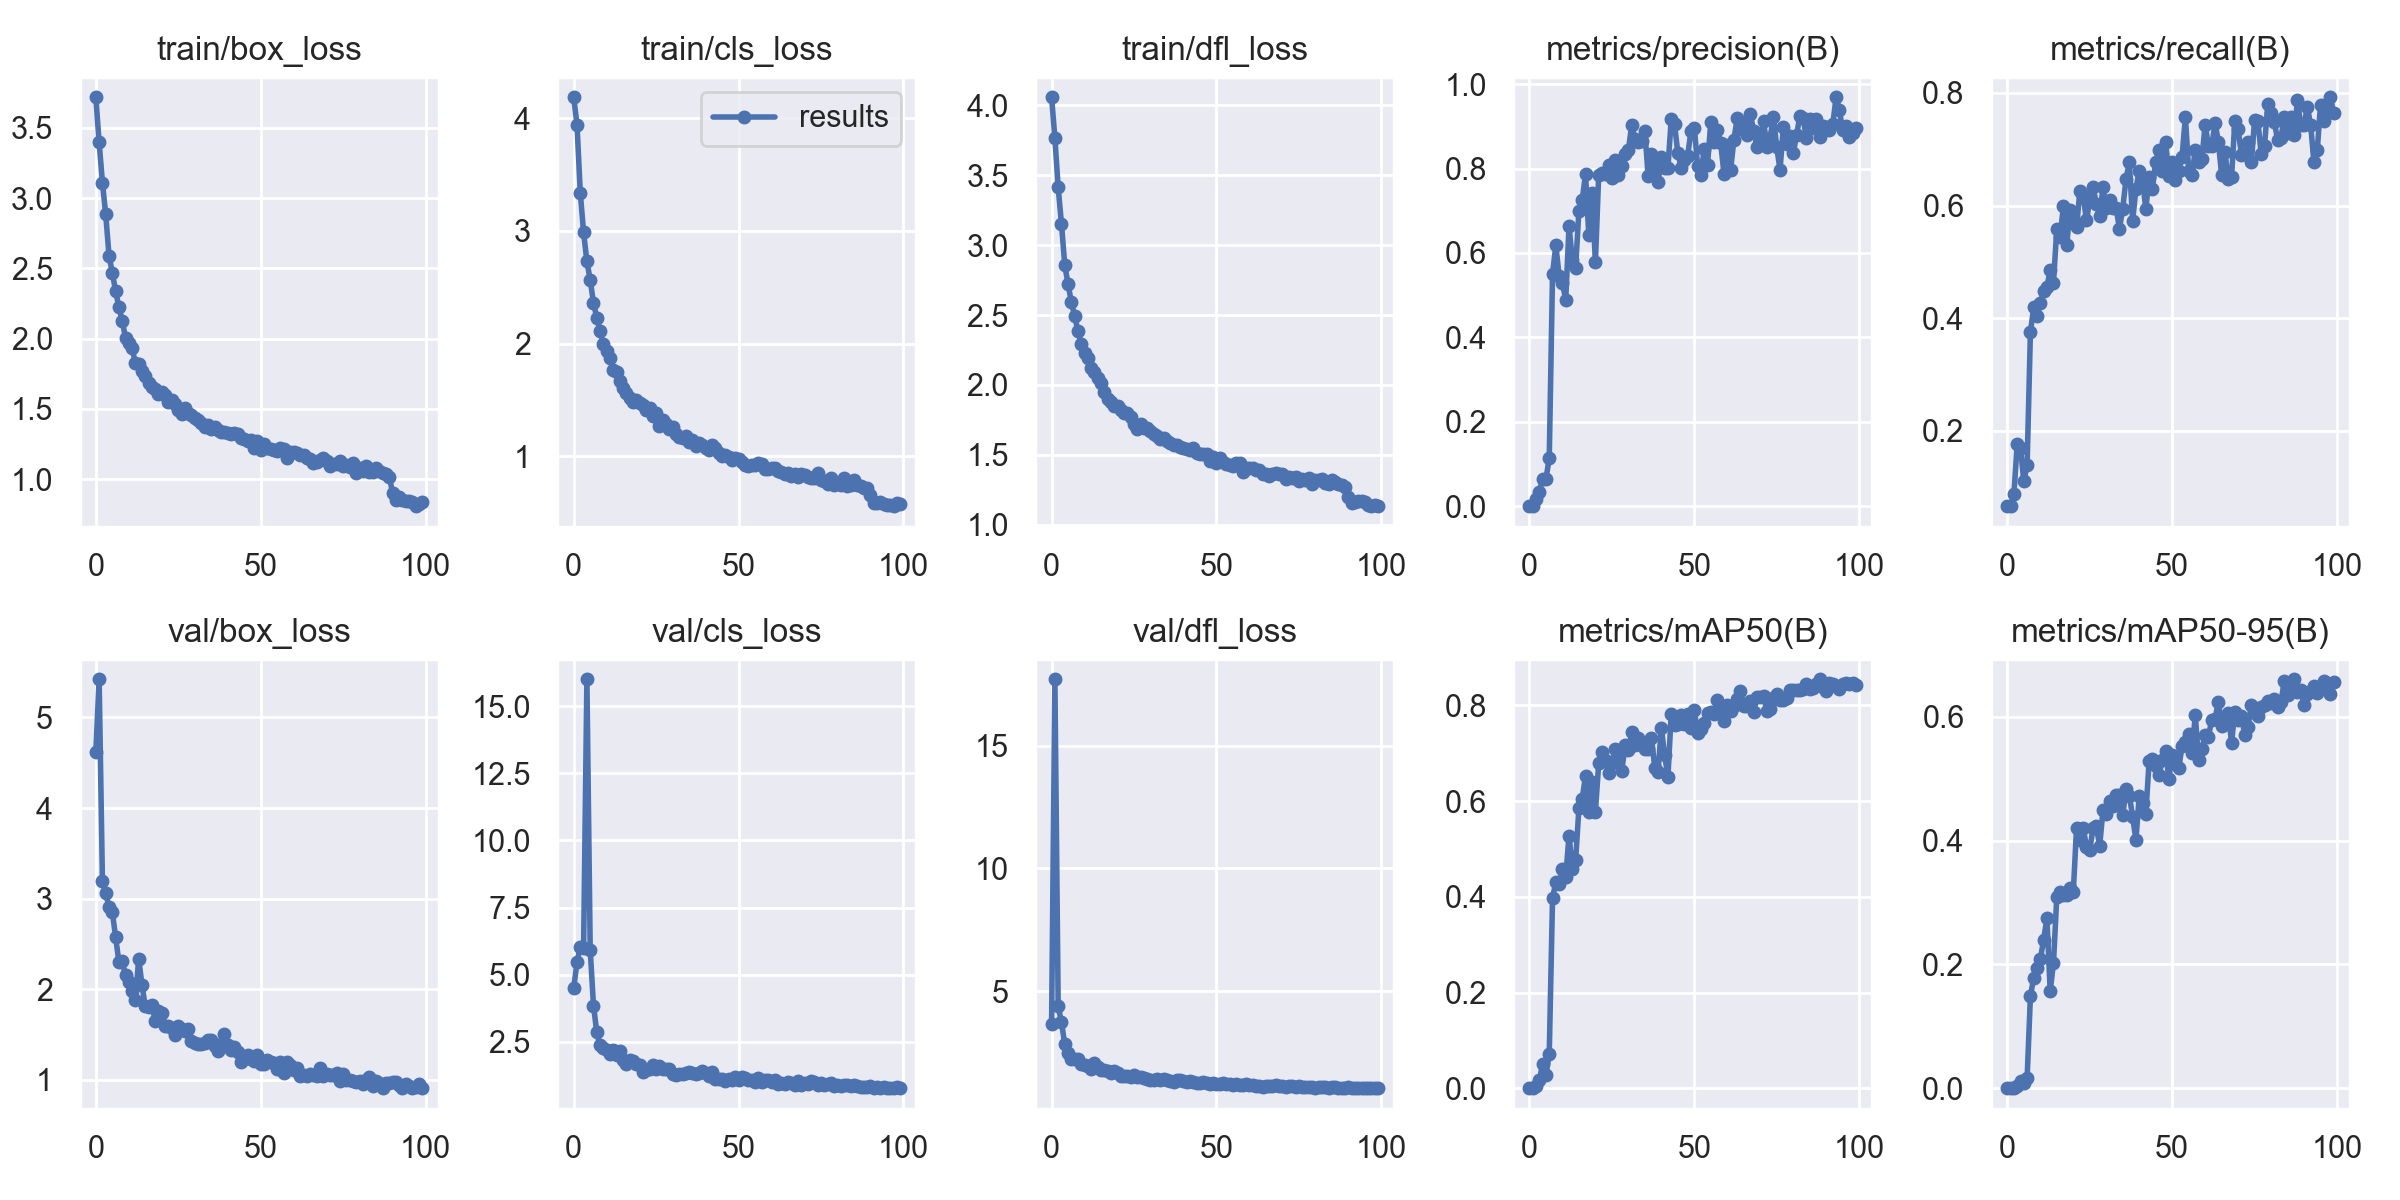 train/box_loss
3.5
3.0
2.5
2.0
1.5
1.0
0 50 100
train/cls_loss
results
4
3
2
1
0 50 100
train/dfl_loss
4.0
3.5
3.0
2.5
2.0
1.5
1.0
0 50 100
metrics/precision(B)
1.0
0.8
0.6
0.4
0.2
0.0
0 50 100
metrics/recall(B)
0.8
0.6
0.4
0.2
0 50 100
val/box_loss
5
4
3
2
1
0 50 100
val/cls_loss
15.0
12.5
10.0
7.5
5.0
2.5
0 50 100
val/dfl_loss
15
10
5
0 50 100
metrics/mAP50(B)
0.8
0.6
0.4
0.2
0.0
0 50 100
metrics/mAP50-95(B)
0.6
0.4
0.2
0.0
0 50 100